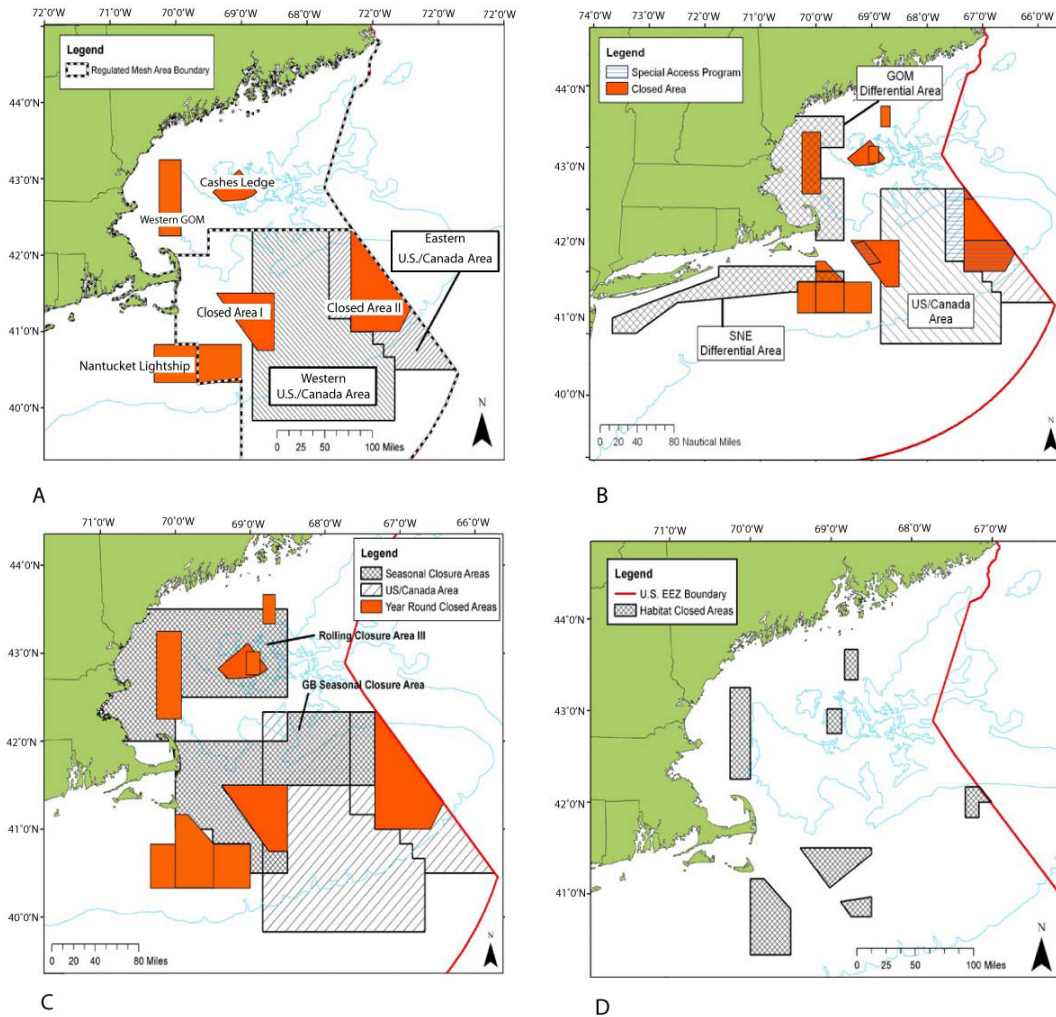 72°0'W 70°0'W 69°0'W 68°0'W 72°0'W 72°0'W
Legend
Regulated Mesh Area Boundary
44°0'N
43°0'N
42°0'N
41°0'N
40°0'N
Cashes Ledge
Western GOM
Eastern
U.S./Canada Area
Closed Area I
Closed Area II
Nantucket Lightship
Western
U.S./Canada Area
0 25 50 100 Miles
N
A
74°0'W 73°0'W 72°0'W 71°0'W 70°0'W 69°0'W 68°0'W 67°0'W 66°0'W
Legend
Special Access Program
Closed Area
GOM
Differential Area
44°0'N
43°0'N
42°0'N
41°0'N
40°0'N
US/Canada
Area
SNE
Differential Area
0 20 40 80 Nautical Miles
N
B
71°0'W 70°0'W 69°0'W 68°0'W 67°0'W 66°0'W
Legend
Seasonal Closure Areas
US/Canada Area
Year Round Closed Areas
44°0'N
43°0'N
42°0'N
41°0'N
40°0'N
Rolling Closure Area III
GB Seasonal Closure Area
0 20 40 80 Miles
N
C
71°0'W 70°0'W 69°0'W 68°0'W 67°0'W
Legend
U.S. EEZ Boundary
Habitat Closed Areas
44°0'N
43°0'N
42°0'N
41°0'N
0 25 50 100 Miles
N
D